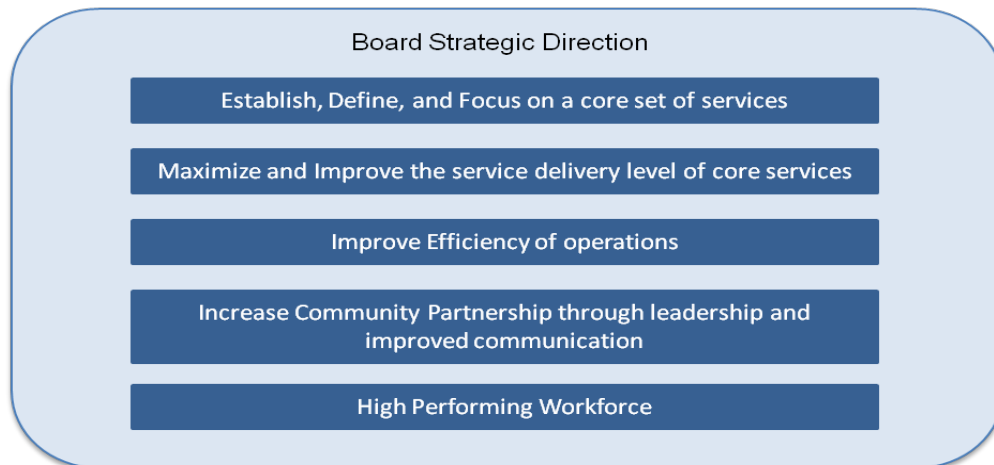 Board Strategic Direction
Establish, Define, and Focus on a core set of services
Maximize and Improve the service delivery level of core services
Improve Efficiency of operations
Increase Community Partnership through leadership and
improved communication
High Performing Workforce